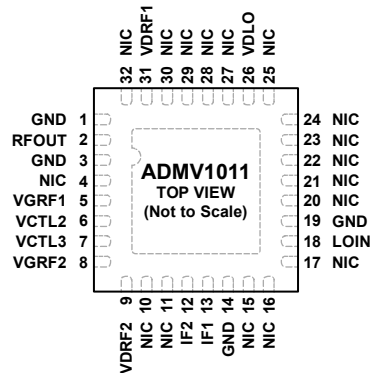 32 NIC
31 VDRF1
30 NIC
29 NIC
28 NIC
27 NIC
26 VDLO
25 NIC
GND 1
RFOUT 2
GND 3
NIC 4
VGRF1 5
VCTL2 6
VCTL3 7
VGRF2 8
ADMV1011
TOP VIEW
(Not to Scale)
24 NIC
23 NIC
22 NIC
21 NIC
20 NIC
19 GND
18 LOIN
17 NIC
VDRF2 9
NIC 10
NIC 11
IF2 12
IF1 13
GND 14
NIC 15
NIC 16